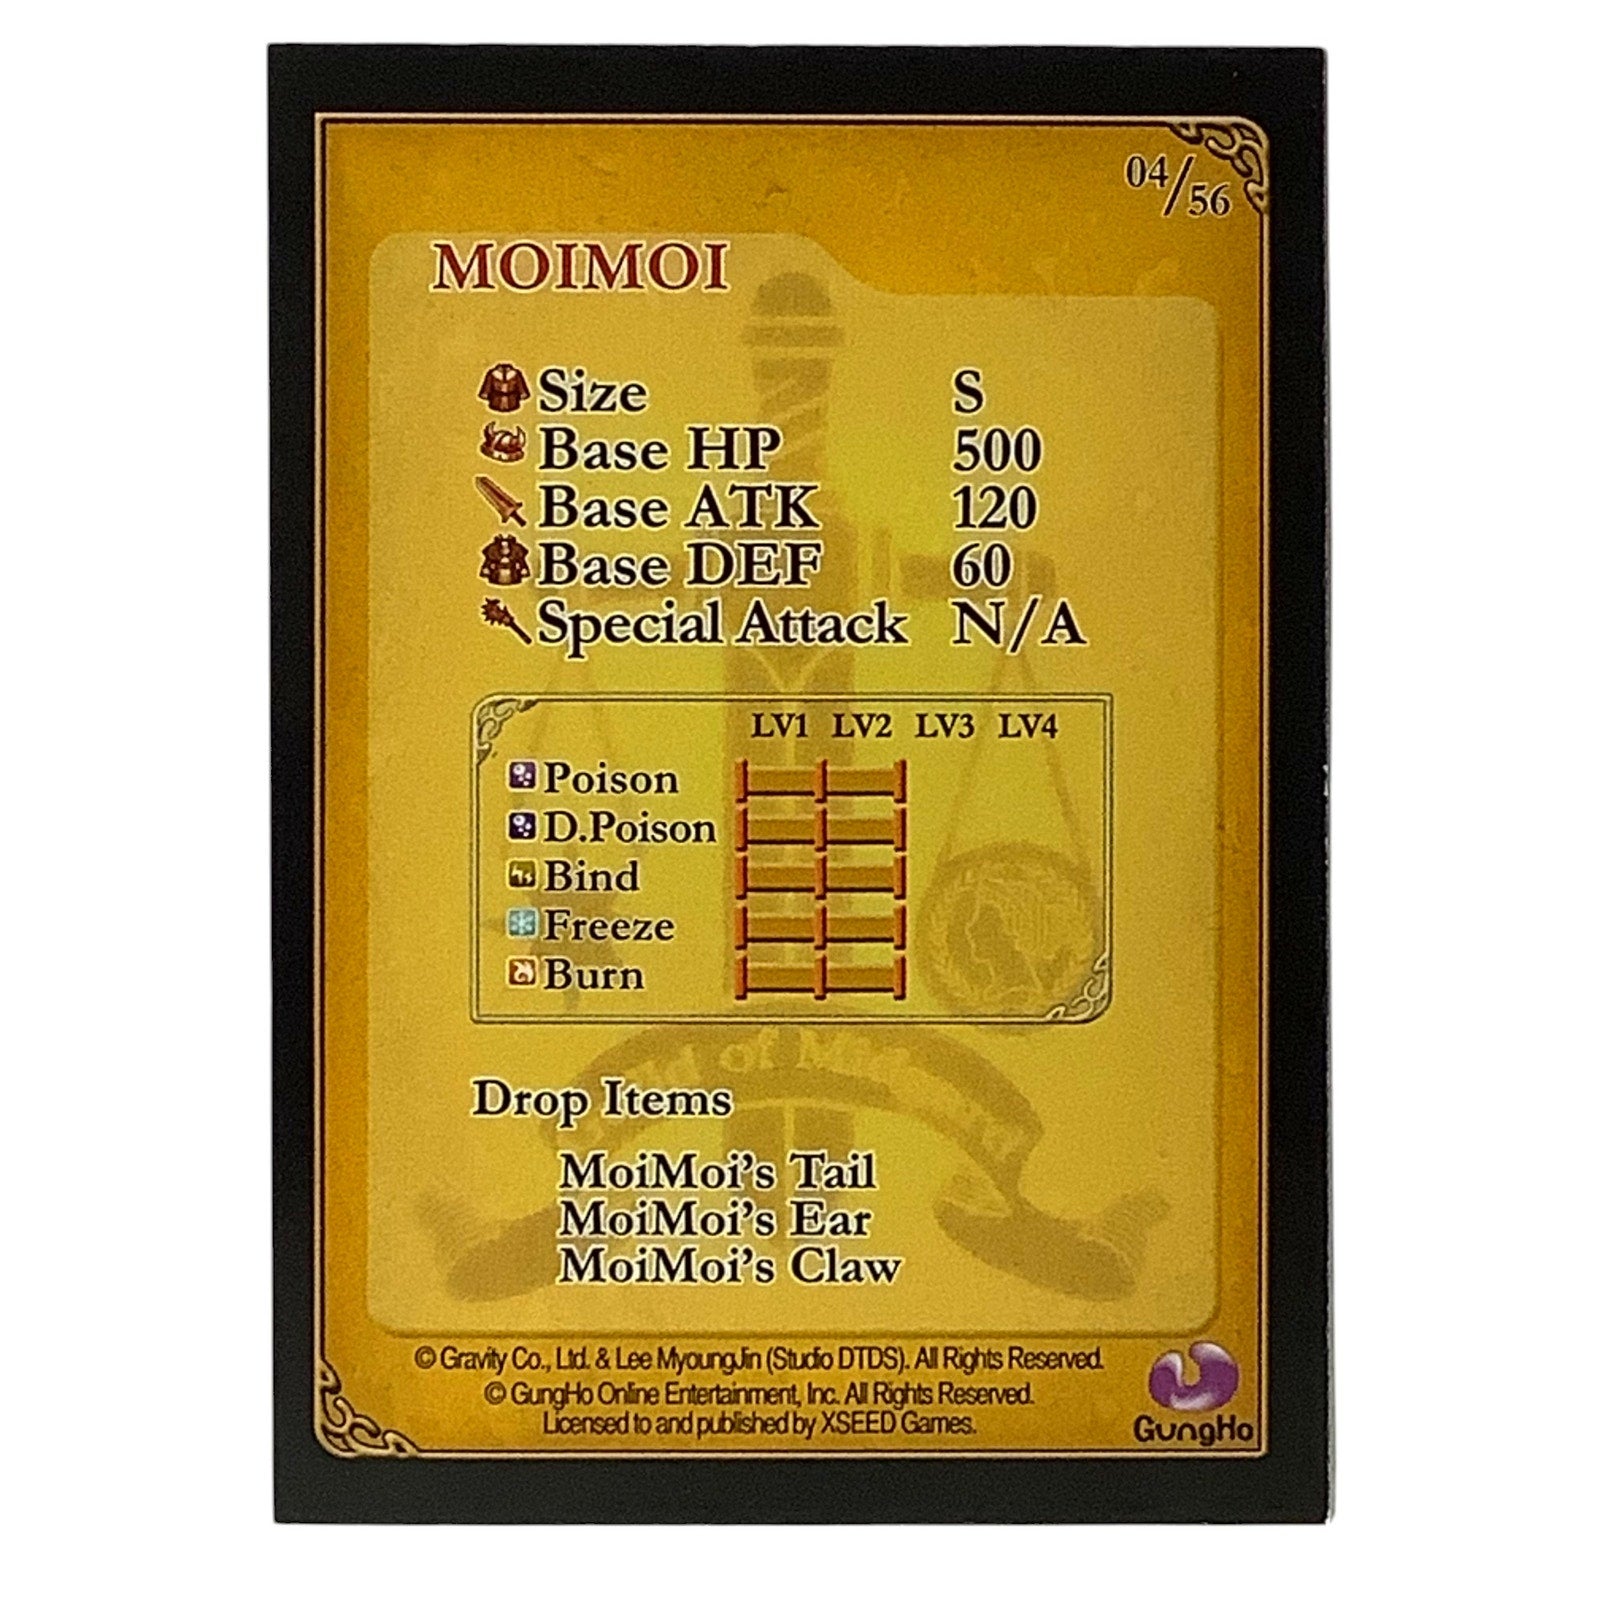 04/56
MOIMOI
Size S
Base HP 500
Base ATK 120
Base DEF 60
Special Attack N/A
LV1 LV2 LV3 LV4
Poison
D.Poison
Bind
Freeze
Burn
of
Drop Items
MoiMoi's Tail
MoiMoi's Ear
MoiMoi's Claw
© Gravity Co., Ltd. & Lee MyoungJin (Studio DTDS). All Rights Reserved.
© GungHo Online Entertainment, Inc. All Rights Reserved.
Licensed to and published by XSEED Games.
GungHo